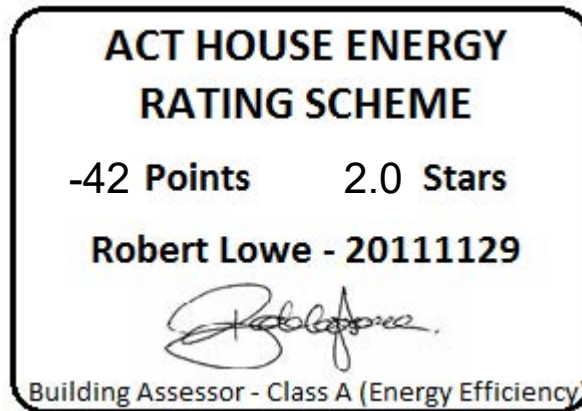 ACT HOUSE ENERGY
RATING SCHEME
-42 Points 2.0 Stars
Robert Lowe - 20111129
Building Assessor - Class A (Energy Efficiency)